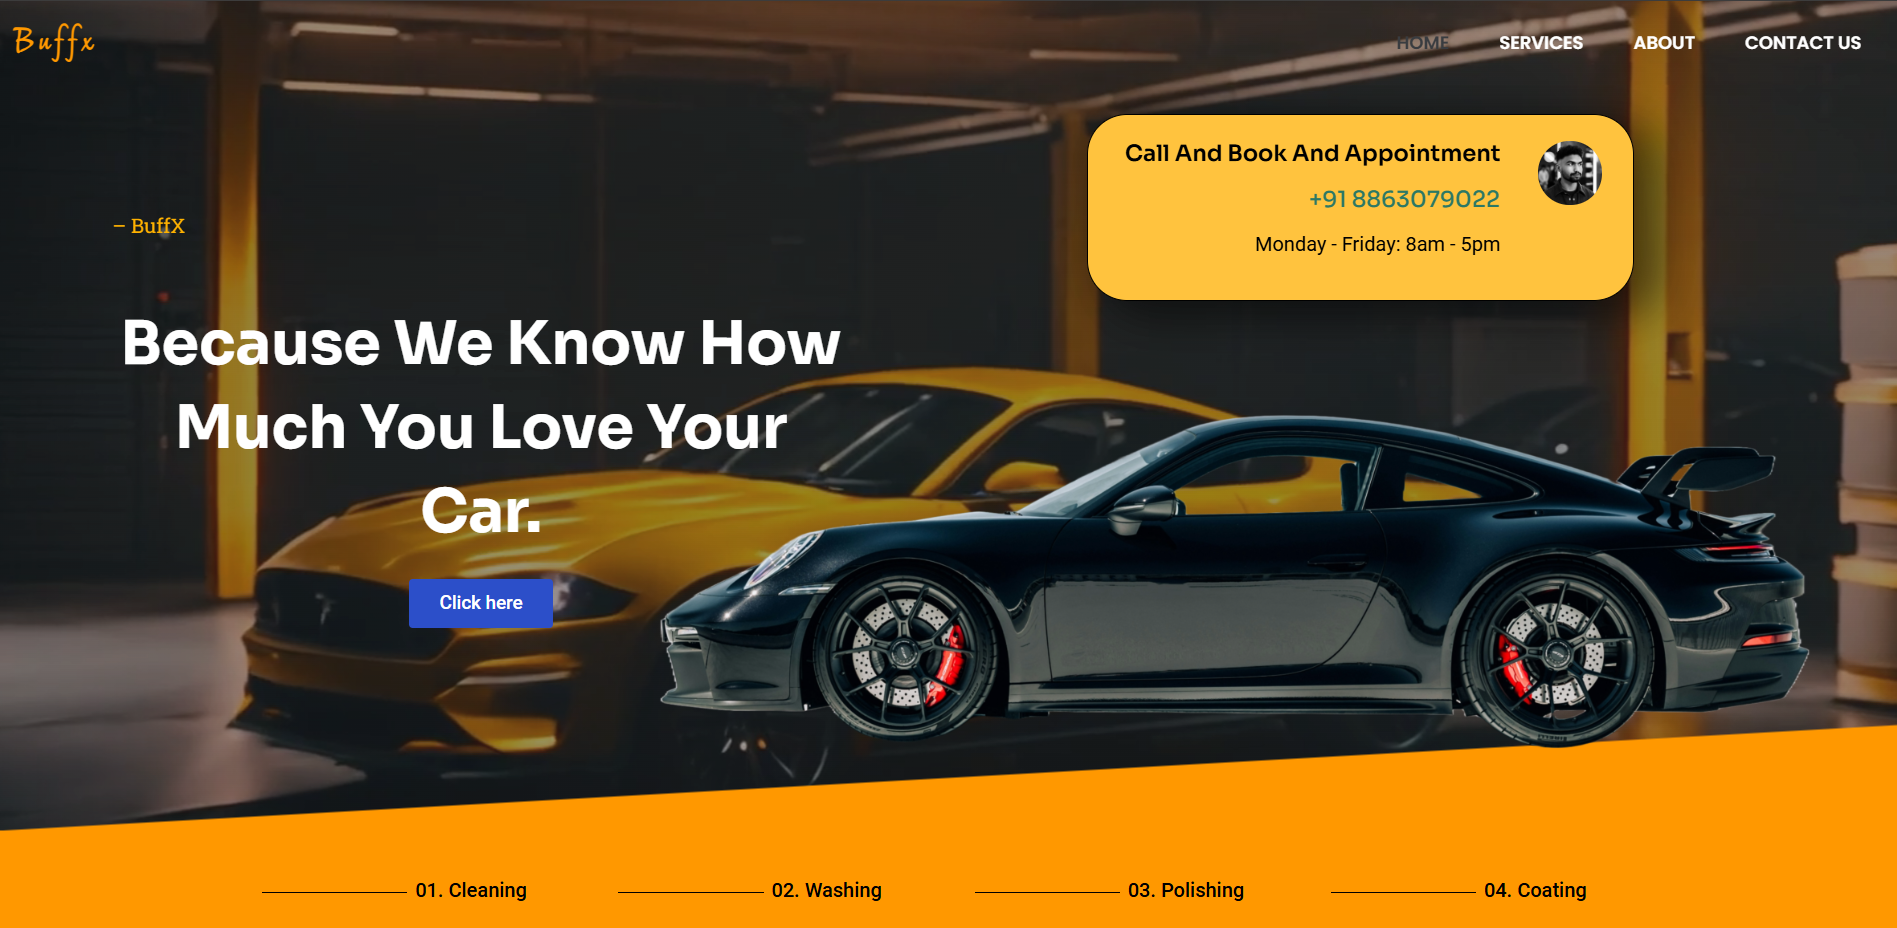 Buffx
HOME
SERVICES
ABOUT
CONTACT US
Call And Book And Appointment
+91 8863079022
Monday - Friday: 8am - 5pm
– BuffX
Because We Know How
Much You Love Your
Car.
Click here
01. Cleaning
02. Washing
03. Polishing
04. Coating